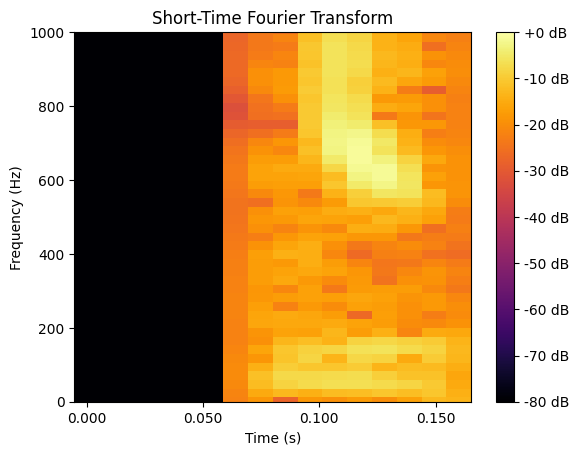 Short-Time Fourier Transform
1000
800
600
400
200
0
Frequency (Hz)
0.000
0.050
0.100
0.150
Time (s)
+0 dB
-10 dB
-20 dB
-30 dB
-40 dB
-50 dB
-60 dB
-70 dB
-80 dB